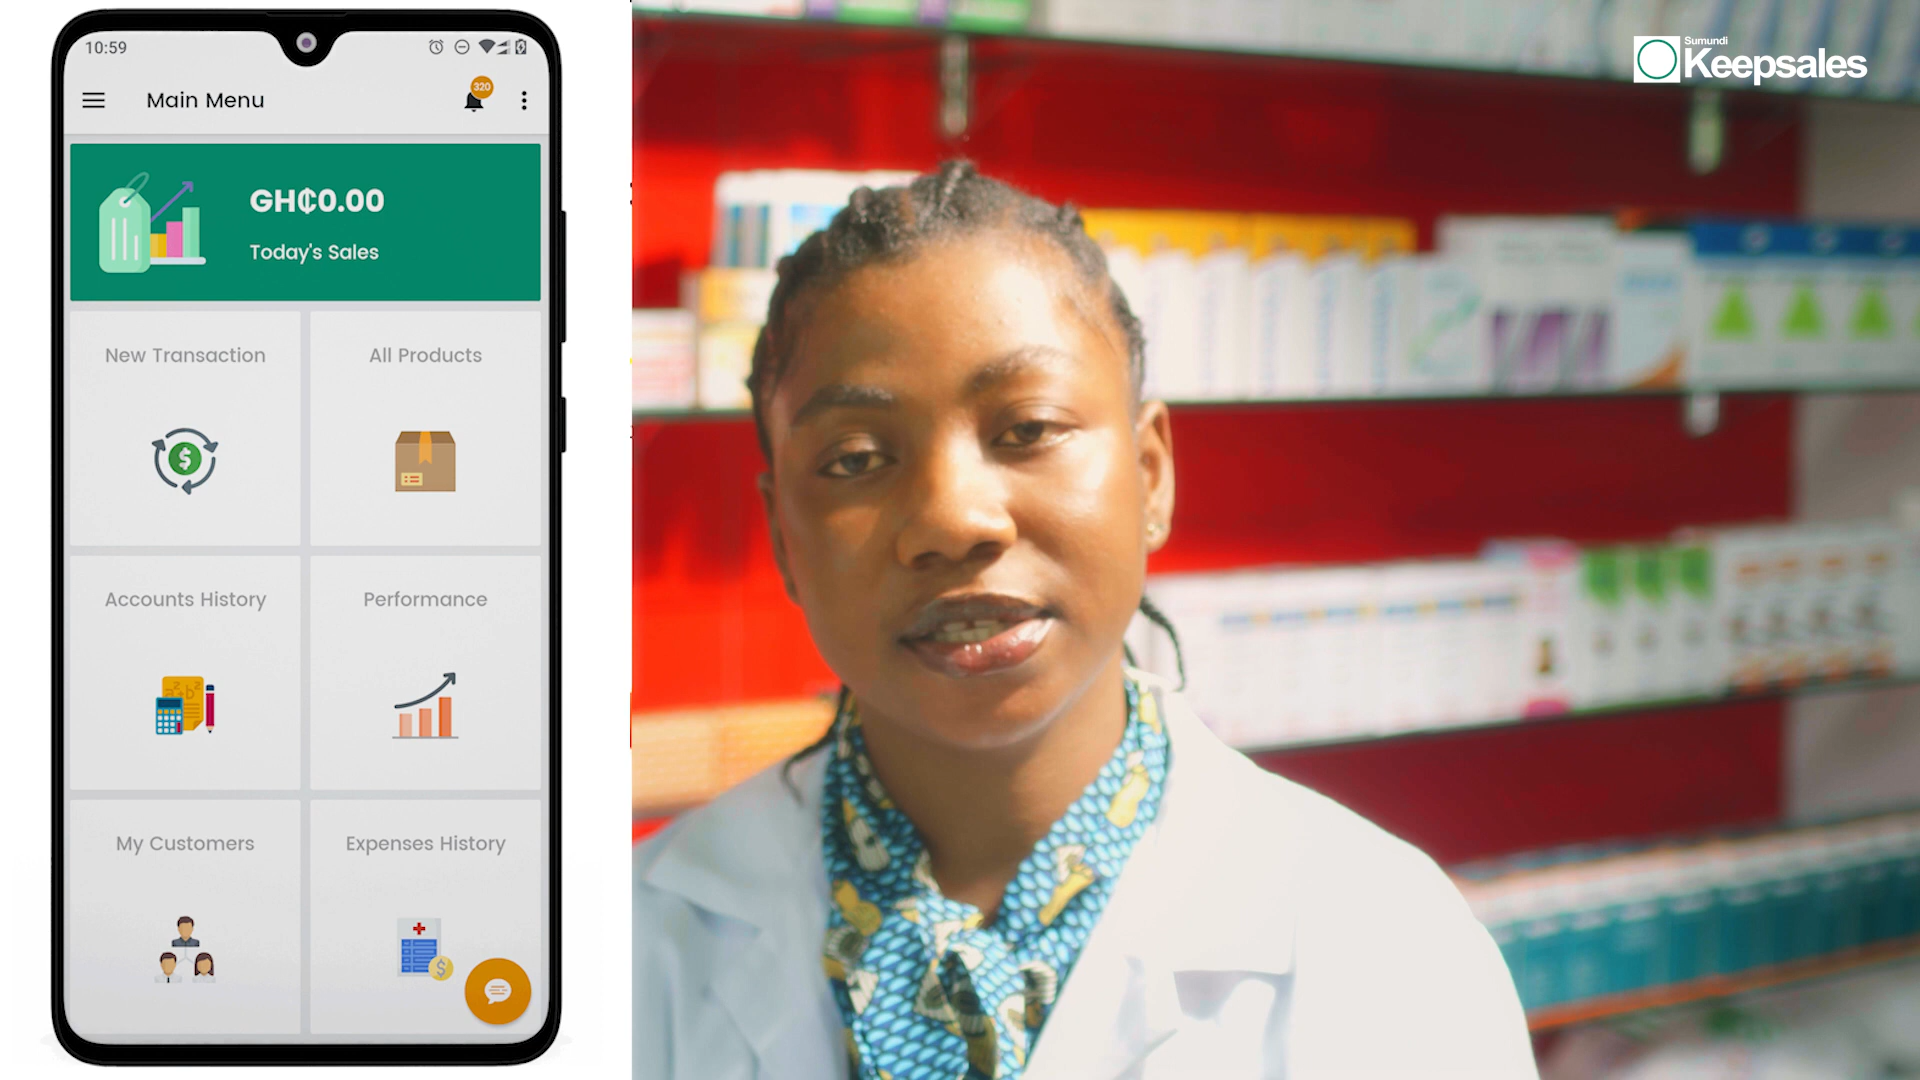 10:59
Main Menu
320
GH₵0.00
Today's Sales
New Transaction
All Products
Accounts History
Performance
My Customers
Expenses History
Sumundi
Keepsales